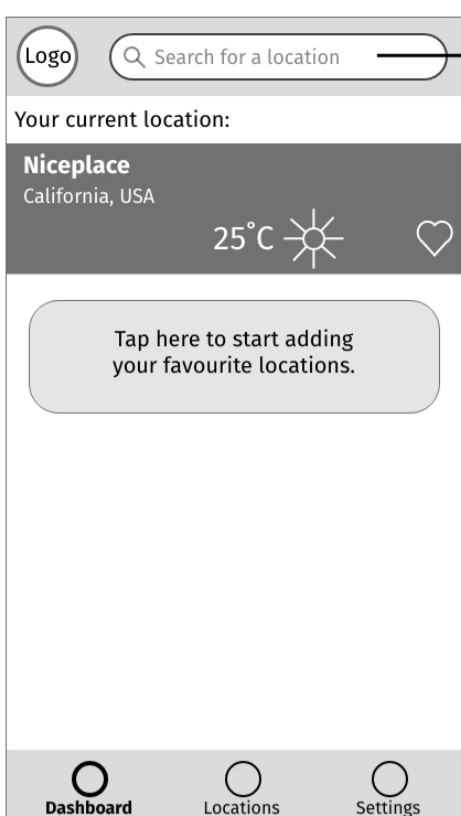 Logo
Search for a location
Your current location:
Niceplace
California, USA
25°C
Tap here to start adding
your favourite locations.
Dashboard
Locations
Settings